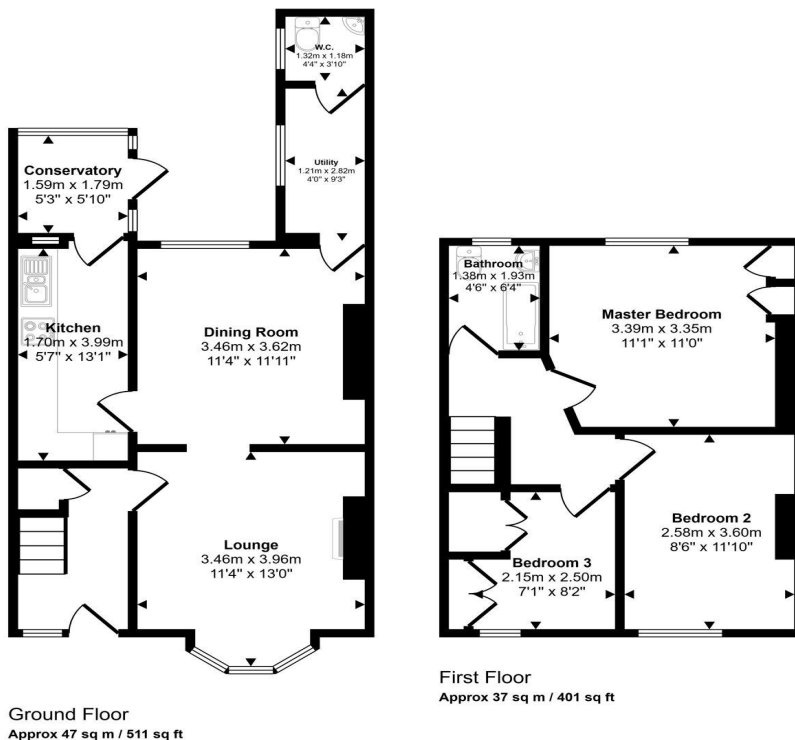 W.C.
1.32m x 1.18m
4'4" x 3'10"
Conservatory
1.59m x 1.79m
5'3" x 5'10"
Utility
1.21m x 2.82m
4'0" x 9'3"
Kitchen
1.70m x 3.99m
5'7" x 13'1"
Dining Room
3.46m x 3.62m
11'4" x 11'11"
Lounge
3.46m x 3.96m
11'4" x 13'0"
Ground Floor
Approx 47 sq m / 511 sq ft
Bathroom
1.38m x 1.93m
4'6" x 6'4"
Master Bedroom
3.39m x 3.35m
11'1" x 11'0"
Bedroom 2
2.58m x 3.60m
8'6" x 11'10"
Bedroom 3
2.15m x 2.50m
7'1" x 8'2"
First Floor
Approx 37 sq m / 401 sq ft